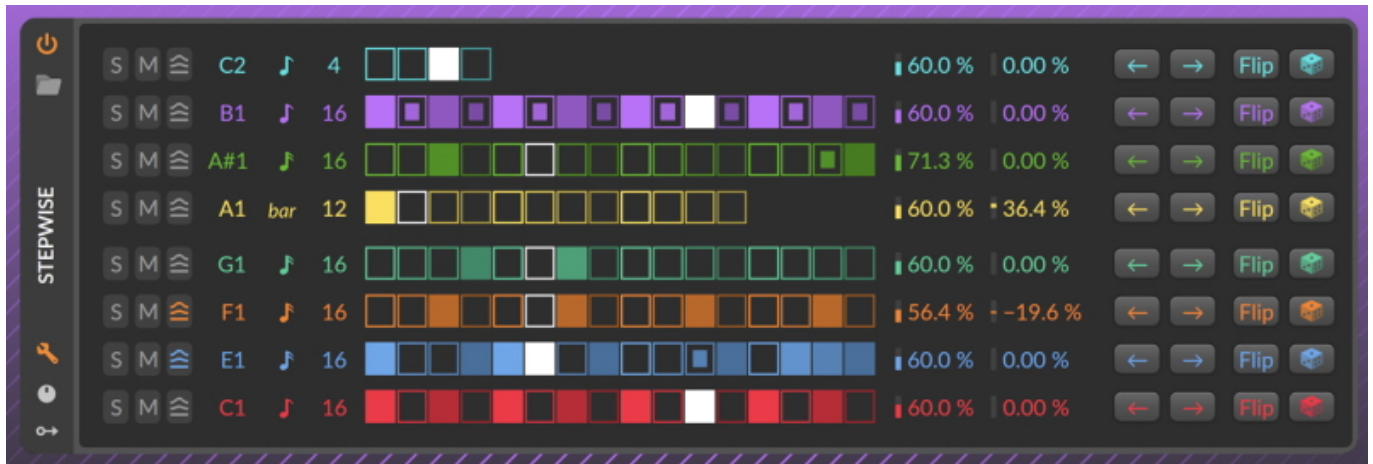 STEPWISE
S M C2 4 60.0 % 0.00 % ← → Flip
S M B1 16 60.0 % 0.00 % ← → Flip
S M A#1 16 71.3 % 0.00 % ← → Flip
S M A1 bar 12 60.0 % 36.4 % ← → Flip
S M G1 16 60.0 % 0.00 % ← → Flip
S M F1 16 56.4 % −19.6 % ← → Flip
S M E1 16 60.0 % 0.00 % ← → Flip
S M C1 16 60.0 % 0.00 % ← → Flip